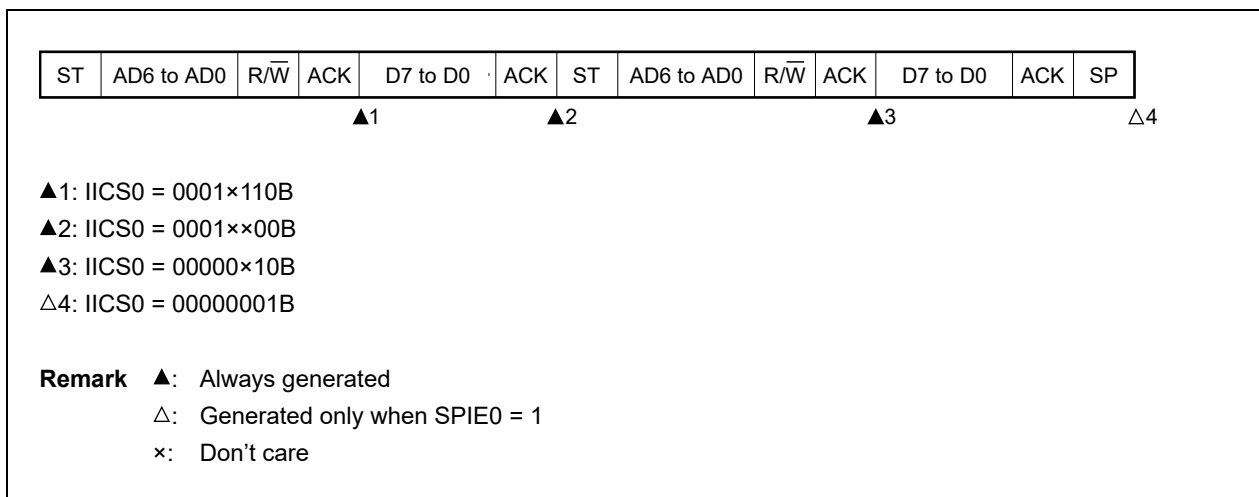 ST AD6 to AD0 R/W̅ ACK D7 to D0 ACK ST AD6 to AD0 R/W̅ ACK D7 to D0 ACK SP
▲1 ▲2 ▲3 △4
▲1: IICS0 = 0001×110B
▲2: IICS0 = 0001××00B
▲3: IICS0 = 00000×10B
△4: IICS0 = 00000001B
Remark ▲: Always generated
△: Generated only when SPIE0 = 1
×: Don’t care